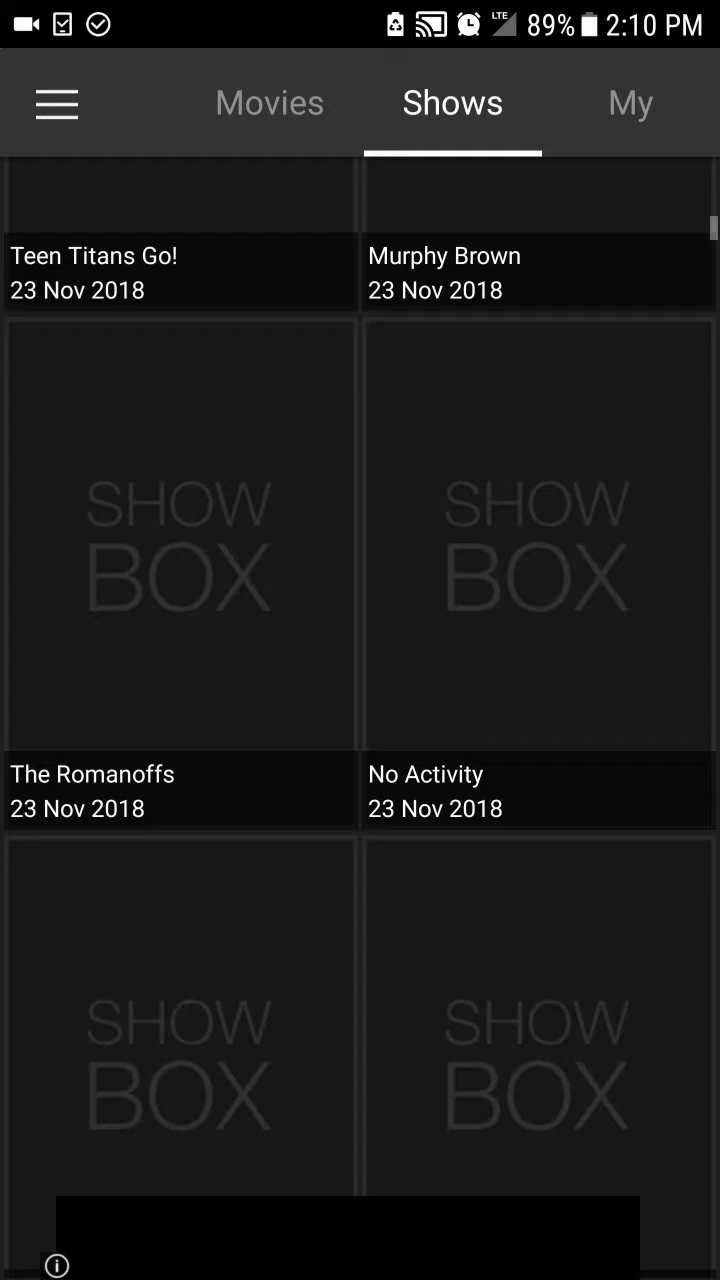 LTE 89% 2:10 PM
Movies Shows My
Teen Titans Go! Murphy Brown
23 Nov 2018 23 Nov 2018
SHOW SHOW
BOX BOX
The Romanoffs No Activity
23 Nov 2018 23 Nov 2018
SHOW SHOW
BOX BOX